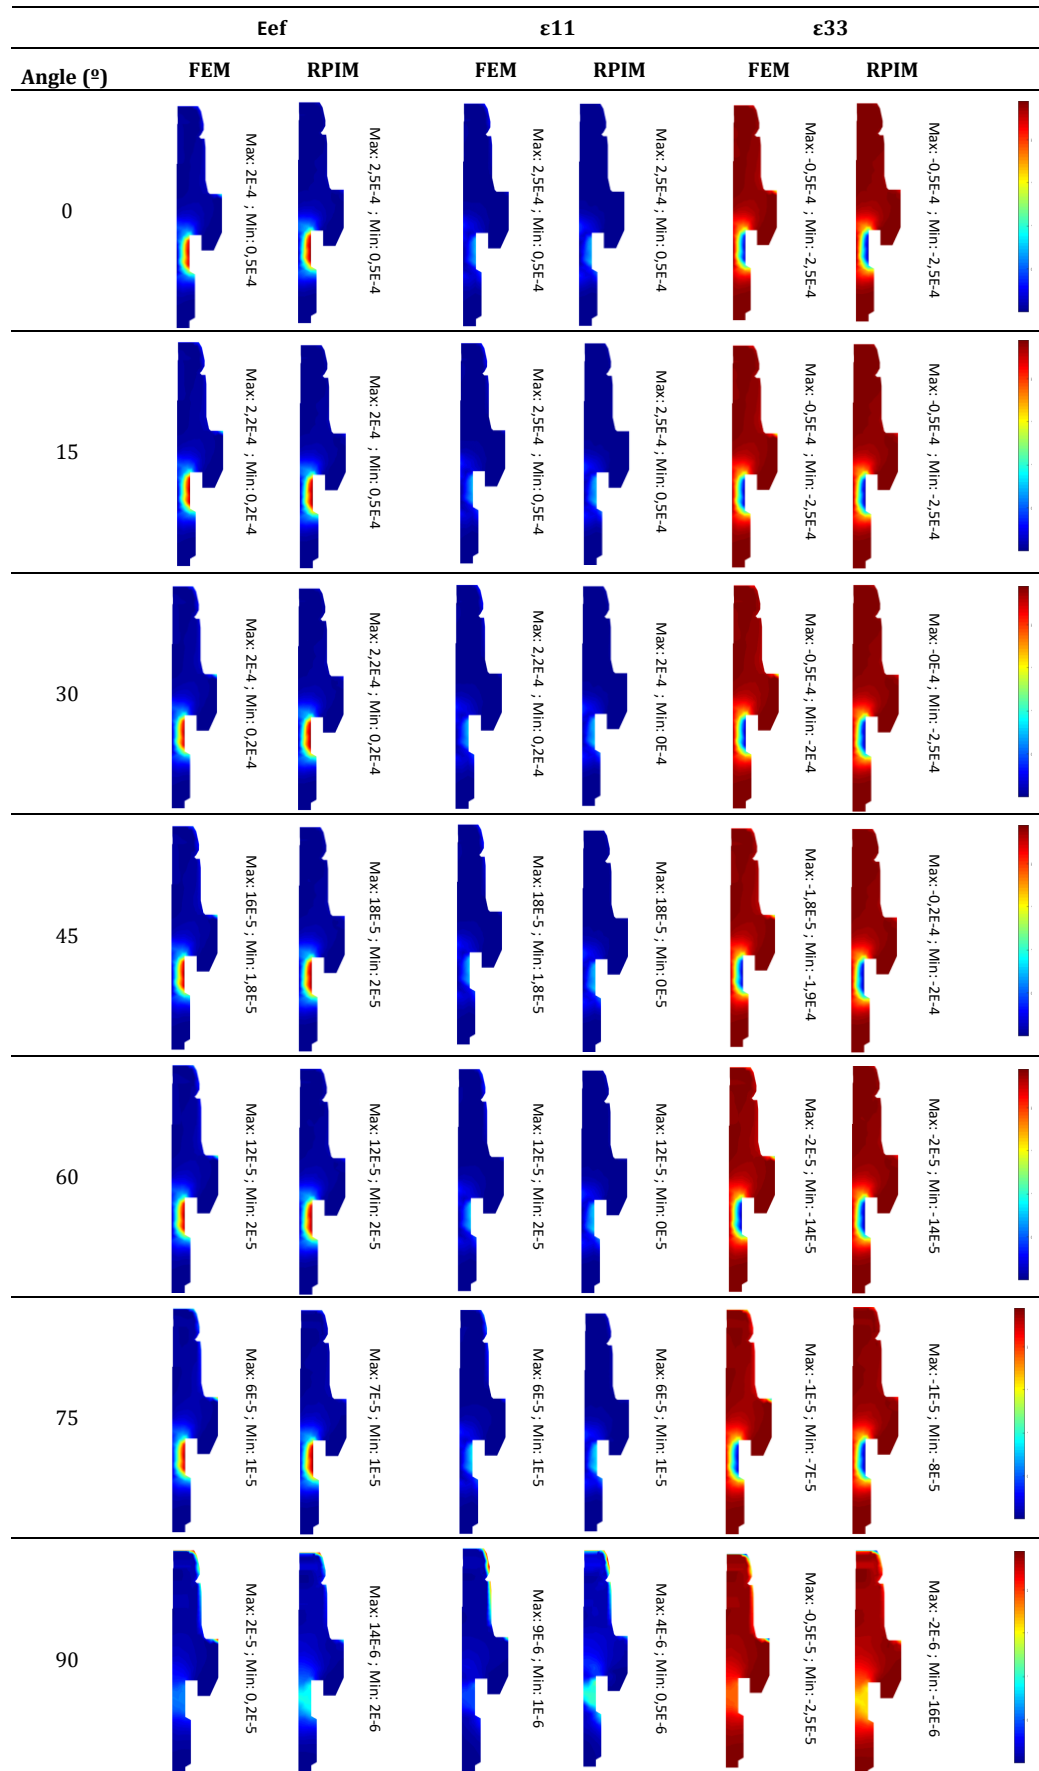 Eef ε11 ε33
Angle (º) FEM RPIM FEM RPIM FEM RPIM
0
Max: 2E-4 ; Min: 0,5E-4
Max: 2,5E-4 ; Min: 0,5E-4
Max: 2,5E-4 ; Min: 0,5E-4
Max: 2,5E-4 ; Min: 0,5E-4
Max: -0,5E-4 ; Min: -2,5E-4
Max: -0,5E-4 ; Min: -2,5E-4
15
Max: 2,2E-4 ; Min: 0,2E-4
Max: 2E-4 ; Min: 0,5E-4
Max: 2,5E-4 ; Min: 0,5E-4
Max: 2,5E-4 ; Min: 0,5E-4
Max: -0,5E-4 ; Min: -2,5E-4
Max: -0,5E-4 ; Min: -2,5E-4
30
Max: 2E-4 ; Min: 0,2E-4
Max: 2,2E-4 ; Min: 0,2E-4
Max: 2,2E-4 ; Min: 0,2E-4
Max: 2E-4 ; Min: 0E-4
Max: -0,5E-4 ; Min: -2E-4
Max: -0E-4 ; Min: -2,5E-4
45
Max: 16E-5 ; Min: 1,8E-5
Max: 18E-5 ; Min: 2E-5
Max: 18E-5 ; Min: 1,8E-5
Max: 18E-5 ; Min: 0E-5
Max: -1,8E-5 ; Min: -1,9E-4
Max: -0,2E-4 ; Min: -2E-4
60
Max: 12E-5 ; Min: 2E-5
Max: 12E-5 ; Min: 2E-5
Max: 12E-5 ; Min: 2E-5
Max: 12E-5 ; Min: 0E-5
Max: -2E-5 ; Min: -14E-5
Max: -2E-5 ; Min: -14E-5
75
Max: 6E-5 ; Min: 1E-5
Max: 7E-5 ; Min: 1E-5
Max: 6E-5 ; Min: 1E-5
Max: 6E-5 ; Min: 1E-5
Max: -1E-5 ; Min: -7E-5
Max: -1E-5 ; Min: -8E-5
90
Max: 2E-5 ; Min: 0,2E-5
Max: 14E-6 ; Min: 2E-6
Max: 9E-6 ; Min: 1E-6
Max: 4E-6 ; Min: 0,5E-6
Max: -0,5E-5 ; Min: -2,5E-5
Max: -2E-6 ; Min: -16E-6